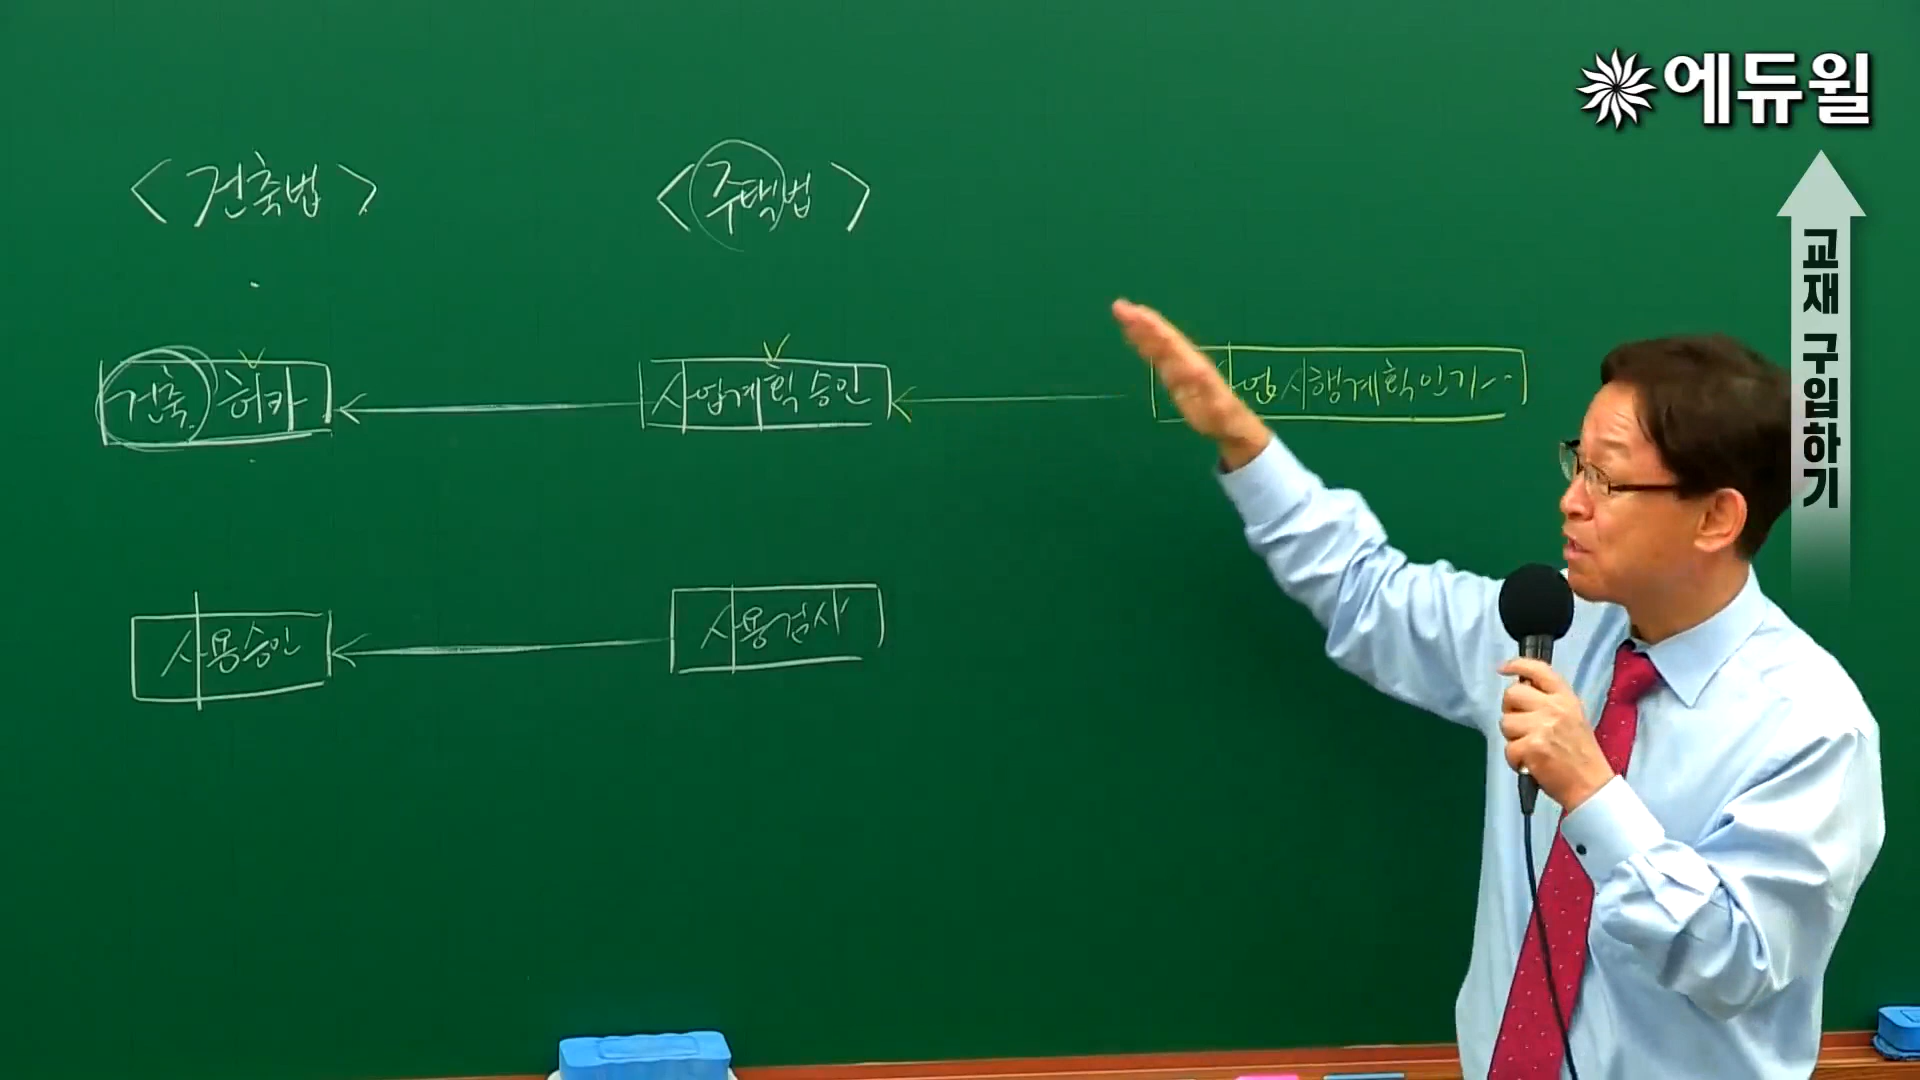 에듀윌
교재 구입하기
<건축법>
<주택법>
건축 허가
사업계획 승인
시행계획인가
사용승인
사용검사